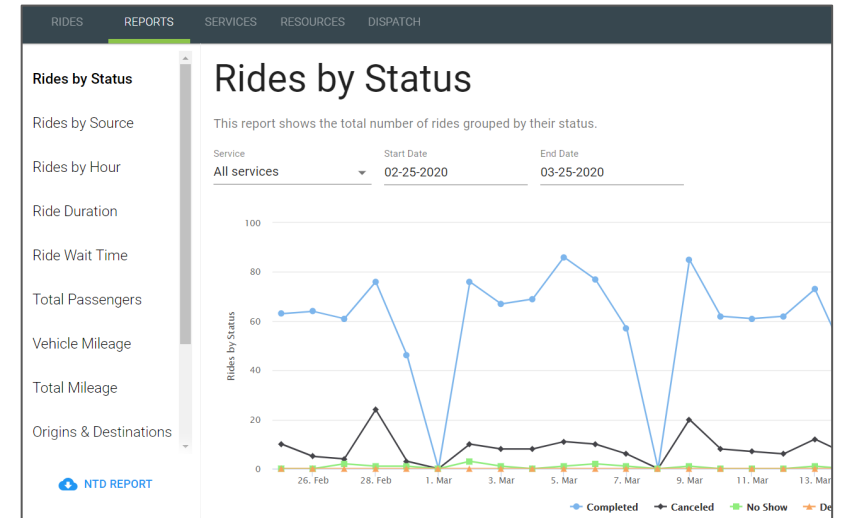 RIDES REPORTS SERVICES RESOURCES DISPATCH
Rides by Status
Rides by Source
Rides by Hour
Ride Duration
Ride Wait Time
Total Passengers
Vehicle Mileage
Total Mileage
Origins & Destinations
NTD REPORT
Rides by Status
This report shows the total number of rides grouped by their status.
Service Start Date End Date
All services 02-25-2020 03-25-2020
Rides by Status
100
80
60
40
20
0
26. Feb 28. Feb 1. Mar 3. Mar 5. Mar 7. Mar 9. Mar 11. Mar 13. Mar
Completed Canceled No Show De